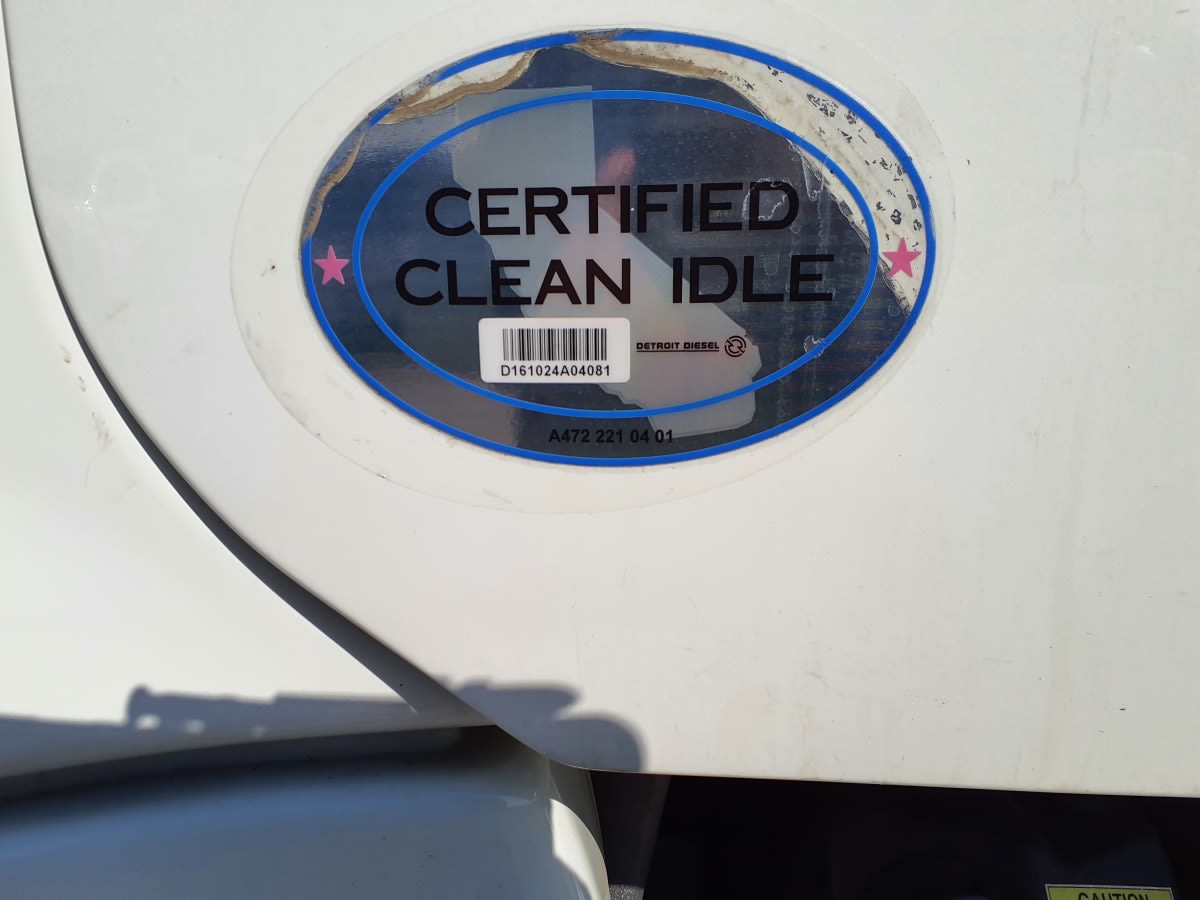 CERTIFIED
CLEAN IDLE
D161024A04081
DETROIT DIESEL
A472 221 04 01
CAUTION